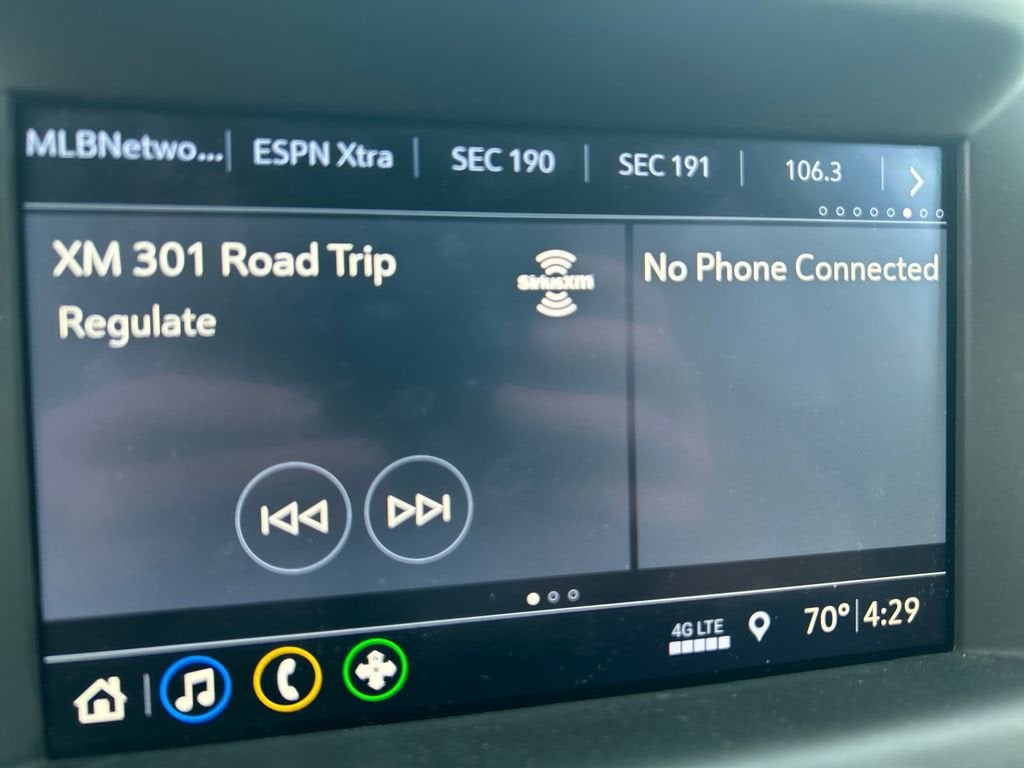 MLBNetwo... ESPN Xtra SEC 190 SEC 191 106.3
XM 301 Road Trip
Regulate
SiriusXM
No Phone Connected
4G LTE
70° 4:29